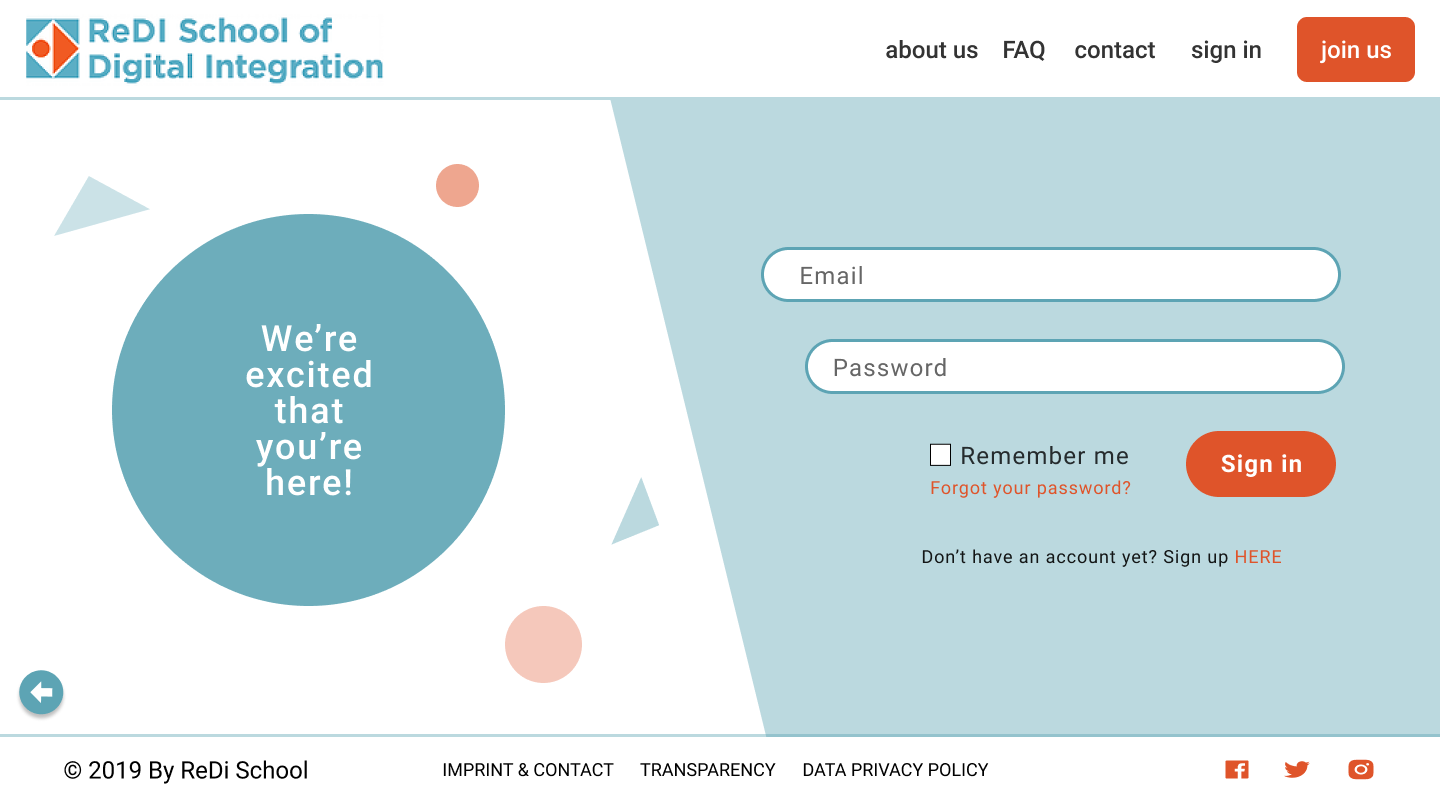 ReDI School of
Digital Integration
about us FAQ contact sign in join us
We’re
excited
that
you’re
here!
Email
Password
Remember me
Sign in
Forgot your password?
Don’t have an account yet? Sign up HERE
© 2019 By ReDi School IMPRINT & CONTACT TRANSPARENCY DATA PRIVACY POLICY